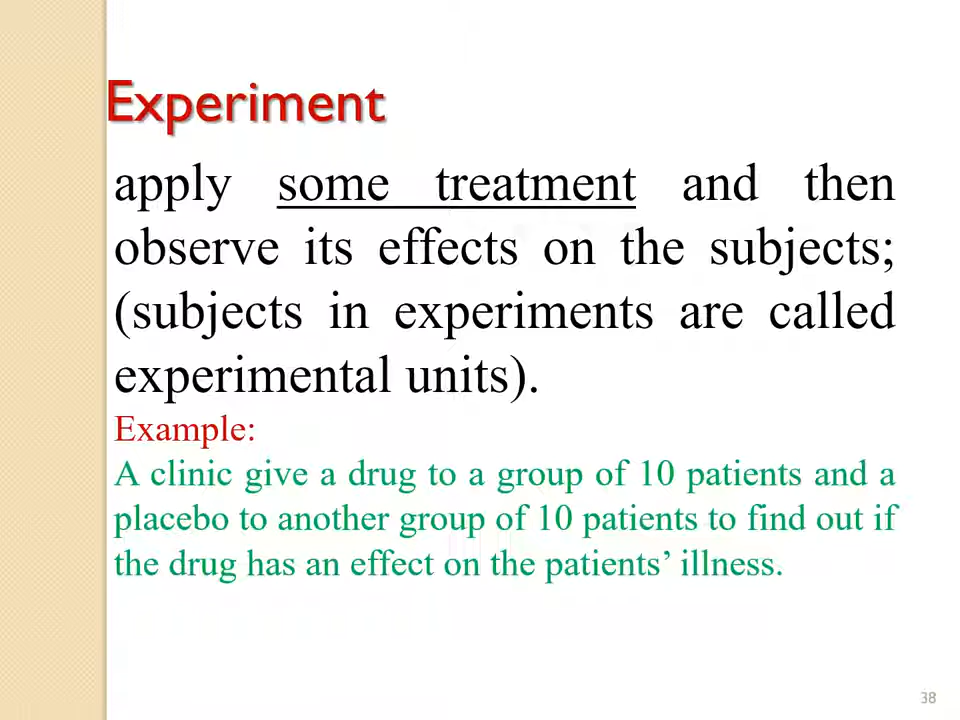 Experiment
apply some treatment and then
observe its effects on the subjects;
(subjects in experiments are called
experimental units).
Example:
A clinic give a drug to a group of 10 patients and a
placebo to another group of 10 patients to find out if
the drug has an effect on the patients’ illness.
38